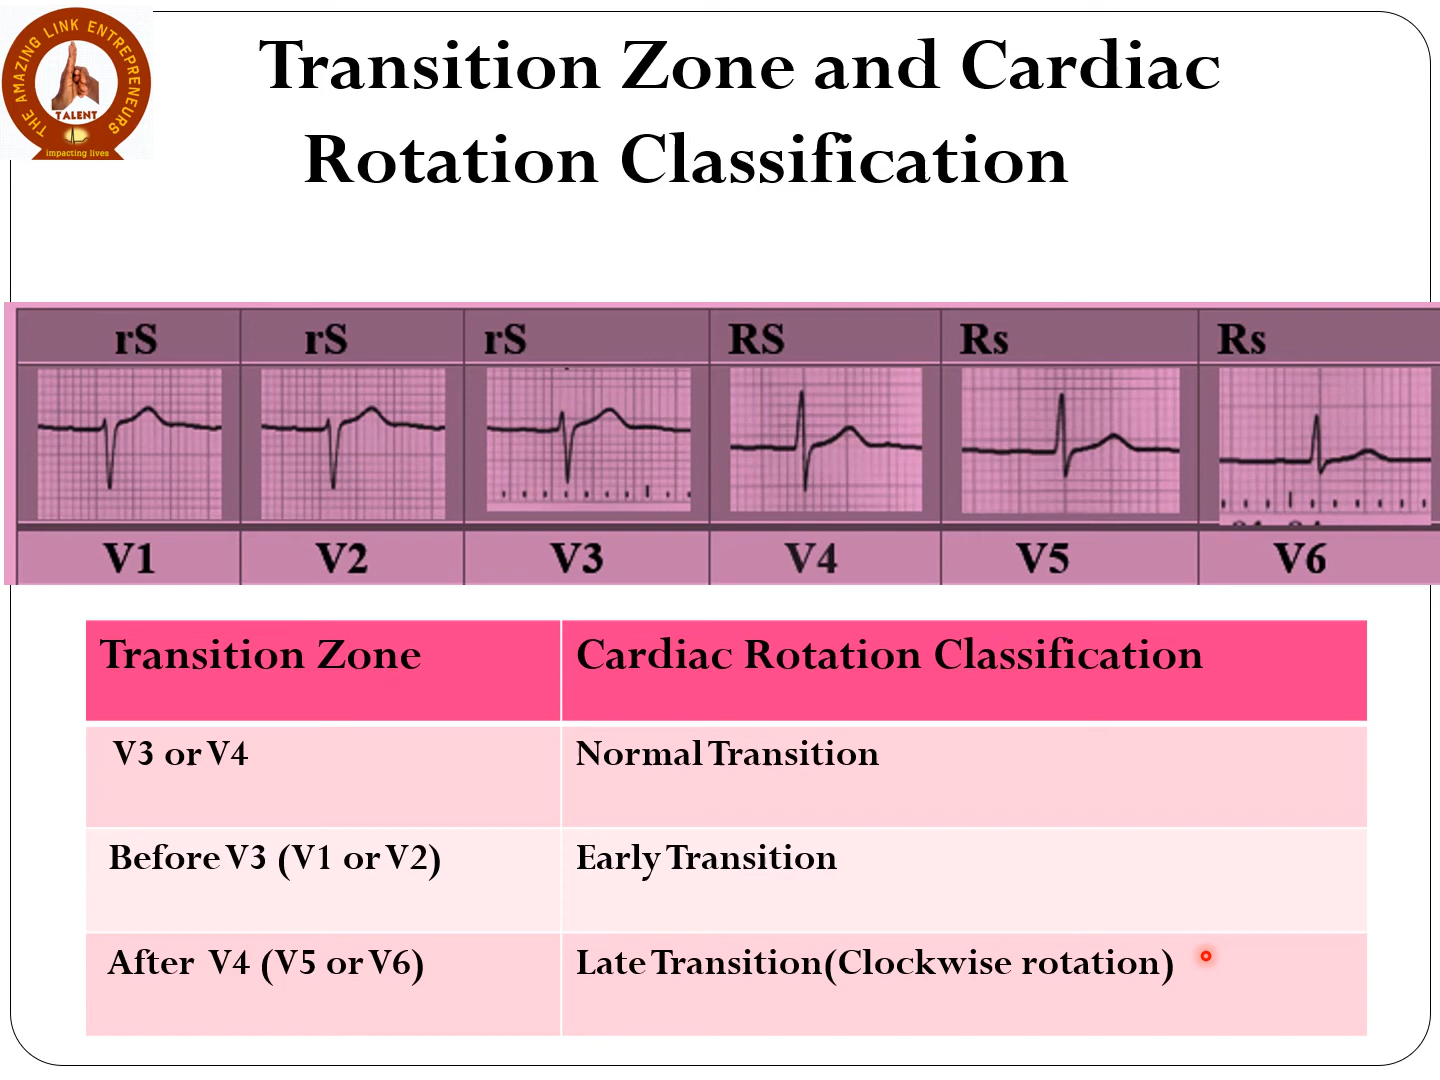 THE AMAZING LINK ENTREPRENEURS
TALENT
impacting lives
Transition Zone and Cardiac
Rotation Classification
rS rS rS RS Rs Rs
V1 V2 V3 V4 V5 V6
Transition Zone Cardiac Rotation Classification
V3 or V4 Normal Transition
Before V3 (V1 or V2) Early Transition
After V4 (V5 or V6) Late Transition(Clockwise rotation)